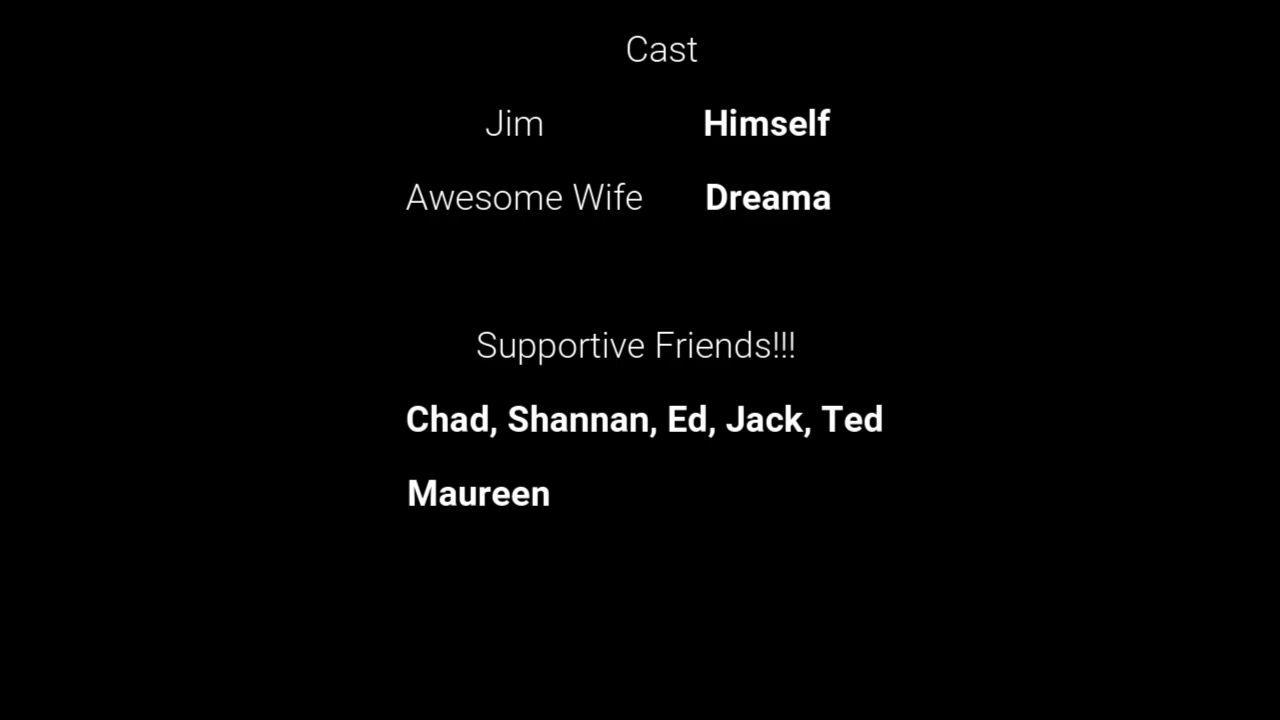 Cast
Jim Himself
Awesome Wife Dreama
Supportive Friends!!!
Chad, Shannan, Ed, Jack, Ted
Maureen